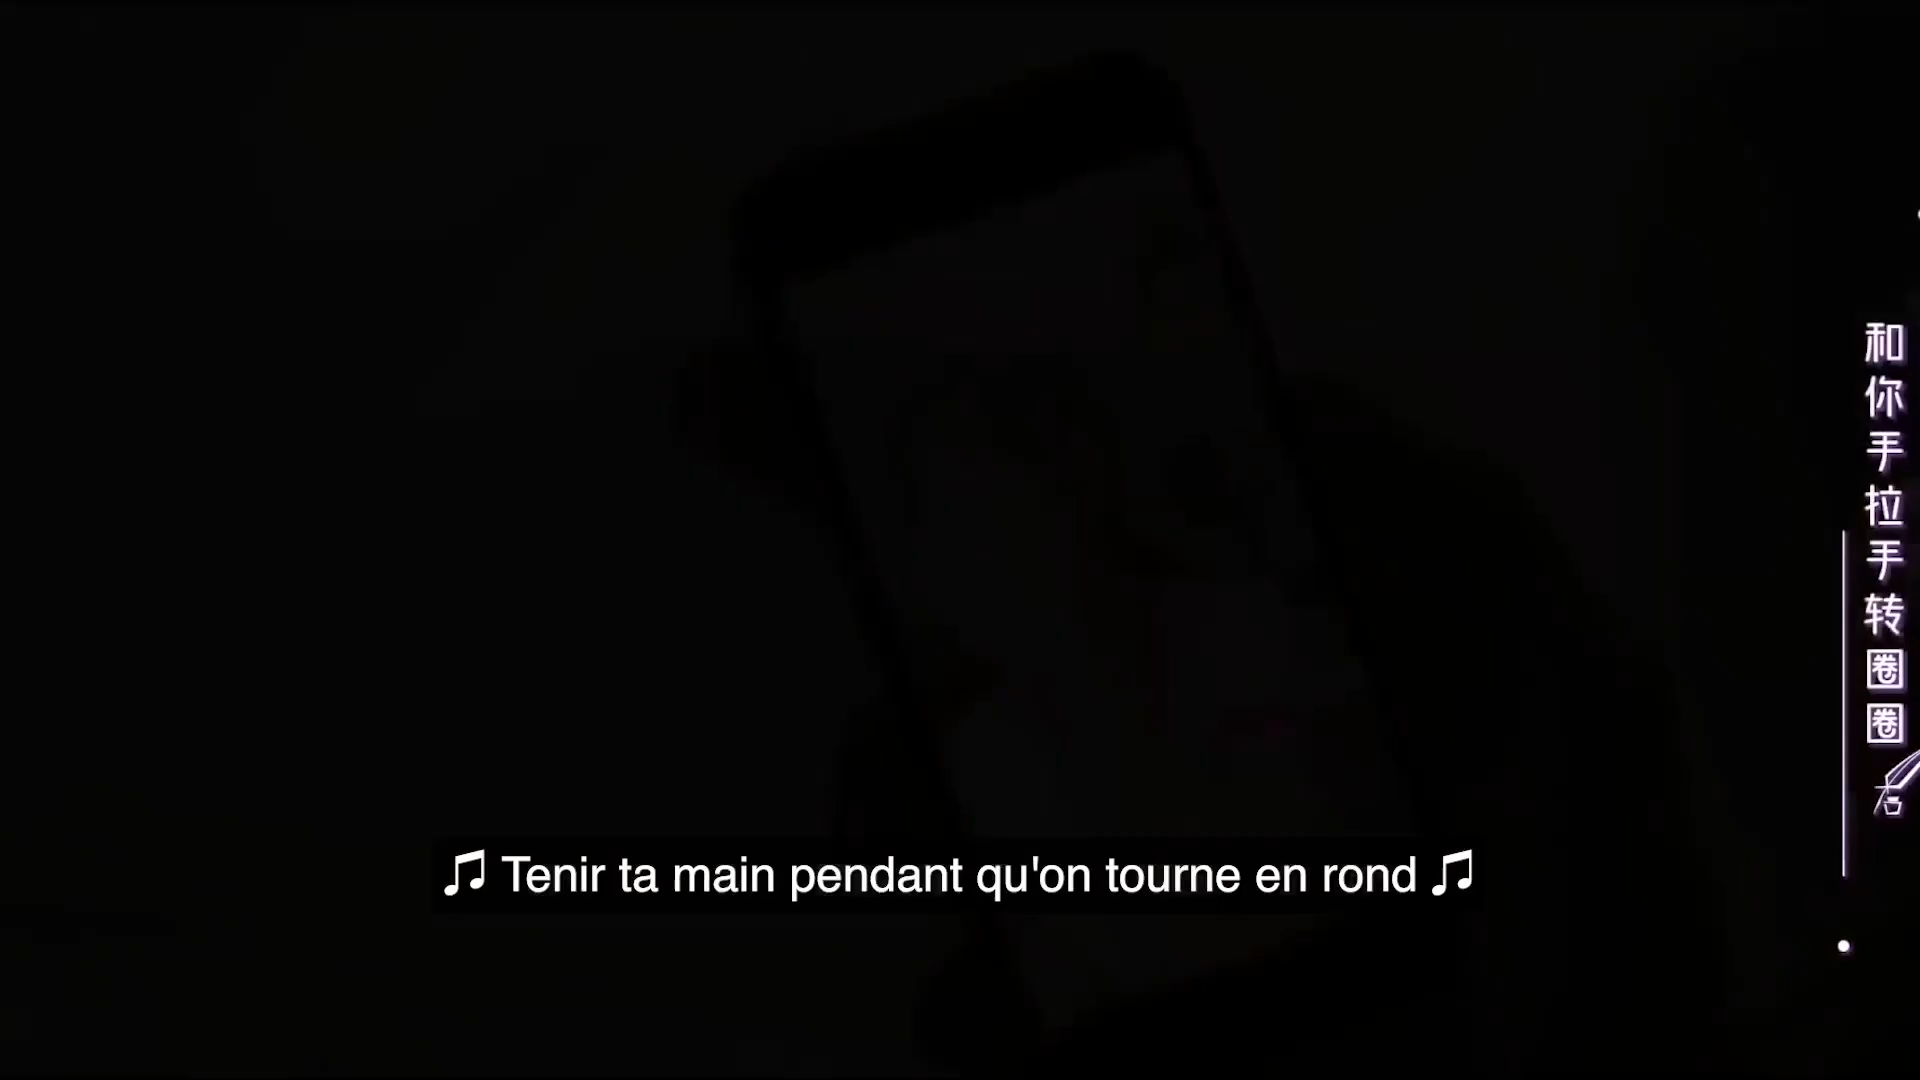 和你手拉手转圈圈
♫ Tenir ta main pendant qu'on tourne en rond ♫